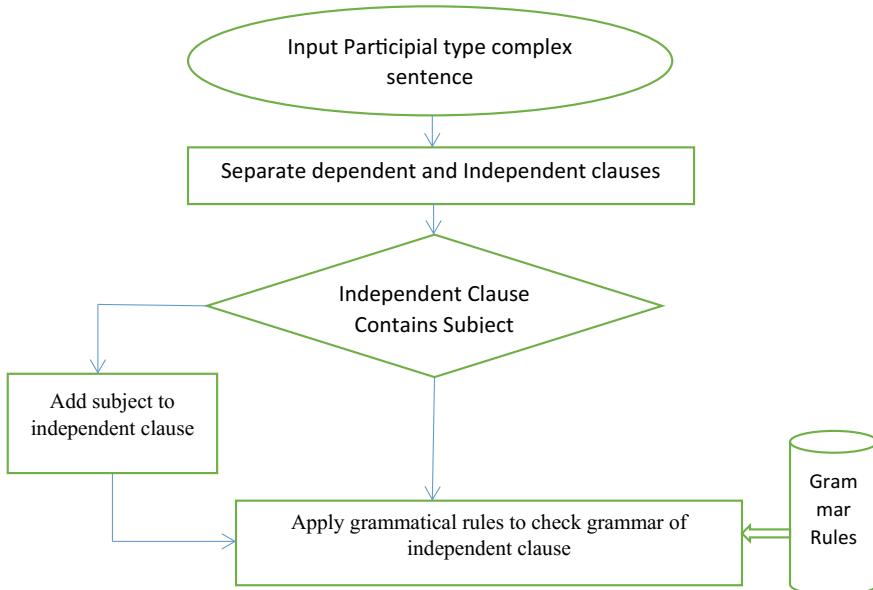 Input Participial type complex
sentence
Separate dependent and Independent clauses
Independent Clause
Contains Subject
Add subject to
independent clause
Apply grammatical rules to check grammar of
independent clause
Gram
mar
Rules